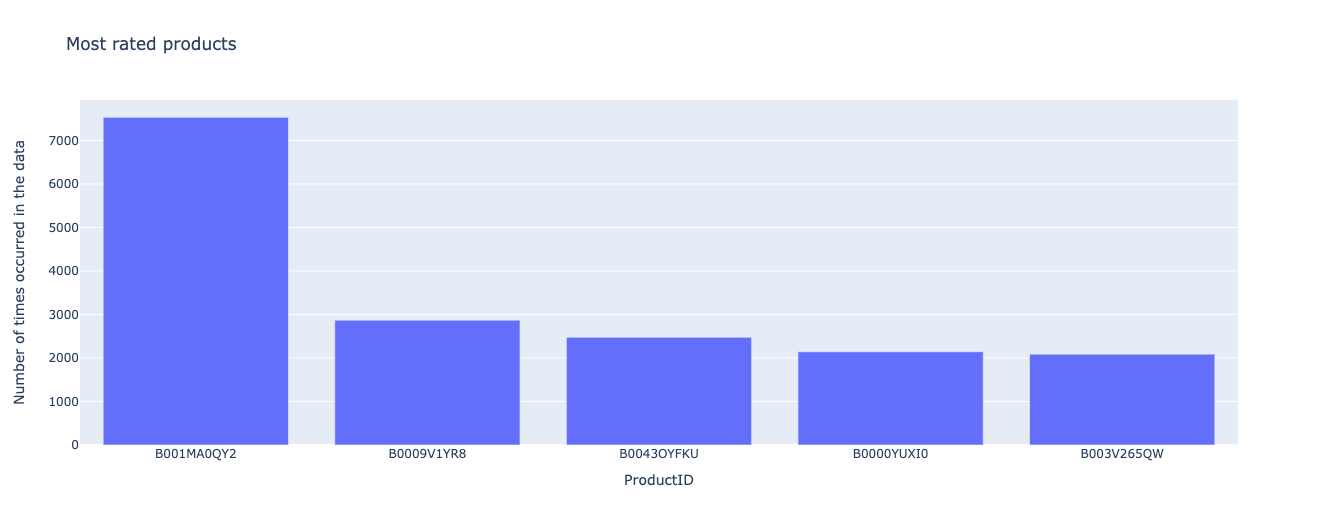 Most rated products
Number of times occurred in the data
7000
6000
5000
4000
3000
2000
1000
0
B001MA0QY2
B0009V1YR8
B0043OYFKU
B0000YUXI0
B003V265QW
ProductID